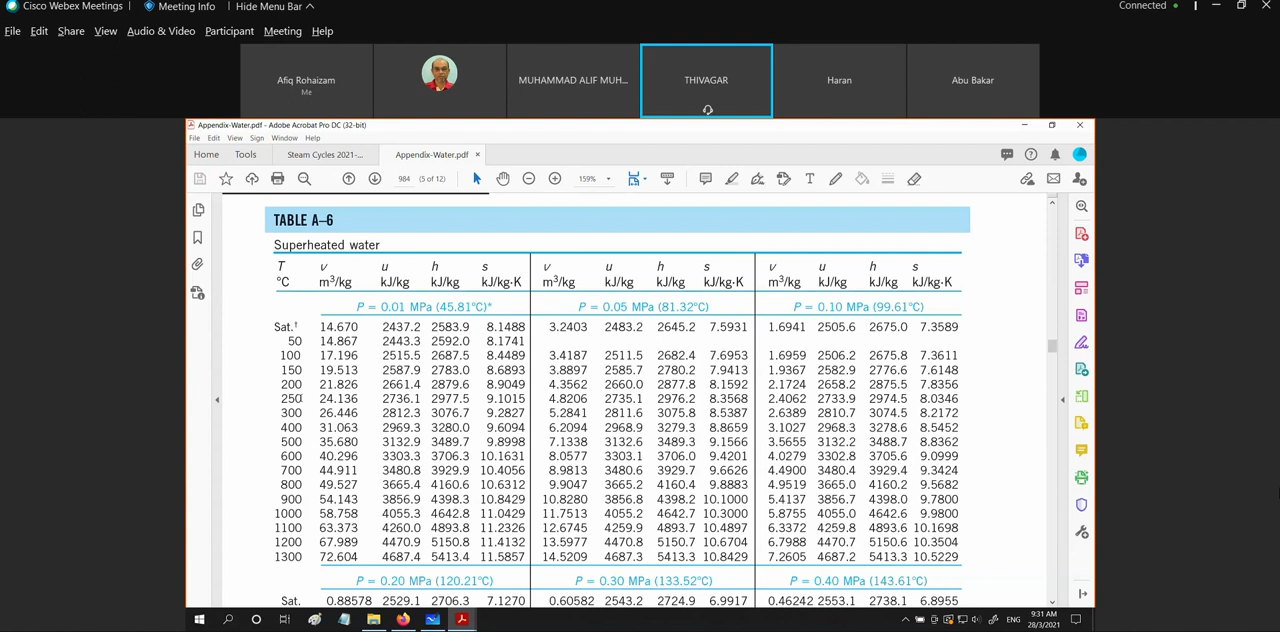 Cisco Webex Meetings Meeting Info Hide Menu Bar Connected
File Edit Share View Audio & Video Participant Meeting Help
Afiq Rohaizam
Me
MUHAMMAD ALIF MUH...
THIVAGAR
Haran
Abu Bakar
Appendix-Water.pdf - Adobe Acrobat Pro DC (32-bit)
File Edit View Sign Window Help
Home Tools Steam Cycles 2021-... Appendix-Water.pdf ×
984 (5 of 12) 159%
TABLE A–6
Superheated water
T v u h s v u h s v u h s
°C m³/kg kJ/kg kJ/kg kJ/kg·K m³/kg kJ/kg kJ/kg kJ/kg·K m³/kg kJ/kg kJ/kg kJ/kg·K
P = 0.01 MPa (45.81°C)* P = 0.05 MPa (81.32°C) P = 0.10 MPa (99.61°C)
Sat.† 14.670 2437.2 2583.9 8.1488 3.2403 2483.2 2645.2 7.5931 1.6941 2505.6 2675.0 7.3589
50 14.867 2443.3 2592.0 8.1741
100 17.196 2515.5 2687.3 8.4489 3.4187 2511.5 2682.4 7.6953 1.6959 2506.2 2675.8 7.3611
150 19.513 2587.9 2783.0 8.6893 3.8897 2585.7 2780.2 7.9413 1.9367 2582.9 2776.6 7.6148
200 21.826 2661.4 2879.6 8.9049 4.3562 2660.0 2877.8 8.1592 2.1724 2658.2 2875.5 7.8356
250 24.136 2736.1 2977.5 9.1015 4.8206 2735.1 2976.2 8.3568 2.4062 2733.9 2974.5 8.0346
300 26.446 2812.3 3076.7 9.2827 5.2841 2811.6 3075.8 8.5387 2.6389 2810.7 3074.5 8.2172
400 31.063 2969.3 3280.0 9.6094 6.2094 2968.9 3279.3 8.8659 3.1027 2968.3 3278.6 8.5452
500 35.680 3132.9 3489.7 9.8998 7.1338 3132.6 3489.3 9.1566 3.5655 3132.2 3488.7 8.8362
600 40.296 3303.3 3706.3 10.1631 8.0577 3303.1 3706.0 9.4201 4.0279 3302.8 3705.6 9.0999
700 44.911 3480.8 3929.9 10.4056 8.9813 3480.6 3929.7 9.6626 4.4900 3480.4 3929.4 9.3424
800 49.527 3665.4 4160.6 10.6312 9.9047 3665.2 4160.4 9.8883 4.9519 3665.0 4160.2 9.5682
900 54.143 3856.9 4398.3 10.8429 10.8280 3856.8 4398.2 10.1000 5.4137 3856.7 4398.0 9.7800
1000 58.758 4055.3 4642.8 11.0429 11.7513 4055.2 4642.7 10.3000 5.8755 4055.0 4642.6 9.9800
1100 63.373 4260.0 4893.8 11.2326 12.6745 4259.9 4893.7 10.4897 6.3372 4259.8 4893.6 10.1698
1200 67.989 4470.9 5150.8 11.4132 13.5977 4470.8 5150.7 10.6704 6.7988 4470.7 5150.6 10.3504
1300 72.604 4687.4 5413.4 11.5857 14.5209 4687.3 5413.3 10.8429 7.2605 4687.2 5413.3 10.5229
P = 0.20 MPa (120.21°C) P = 0.30 MPa (133.52°C) P = 0.40 MPa (143.61°C)
Sat. 0.88578 2529.1 2706.3 7.1270 0.60582 2543.2 2724.9 6.9917 0.46242 2553.1 2738.1 6.8955
ENG 9:31 AM
28/3/2021